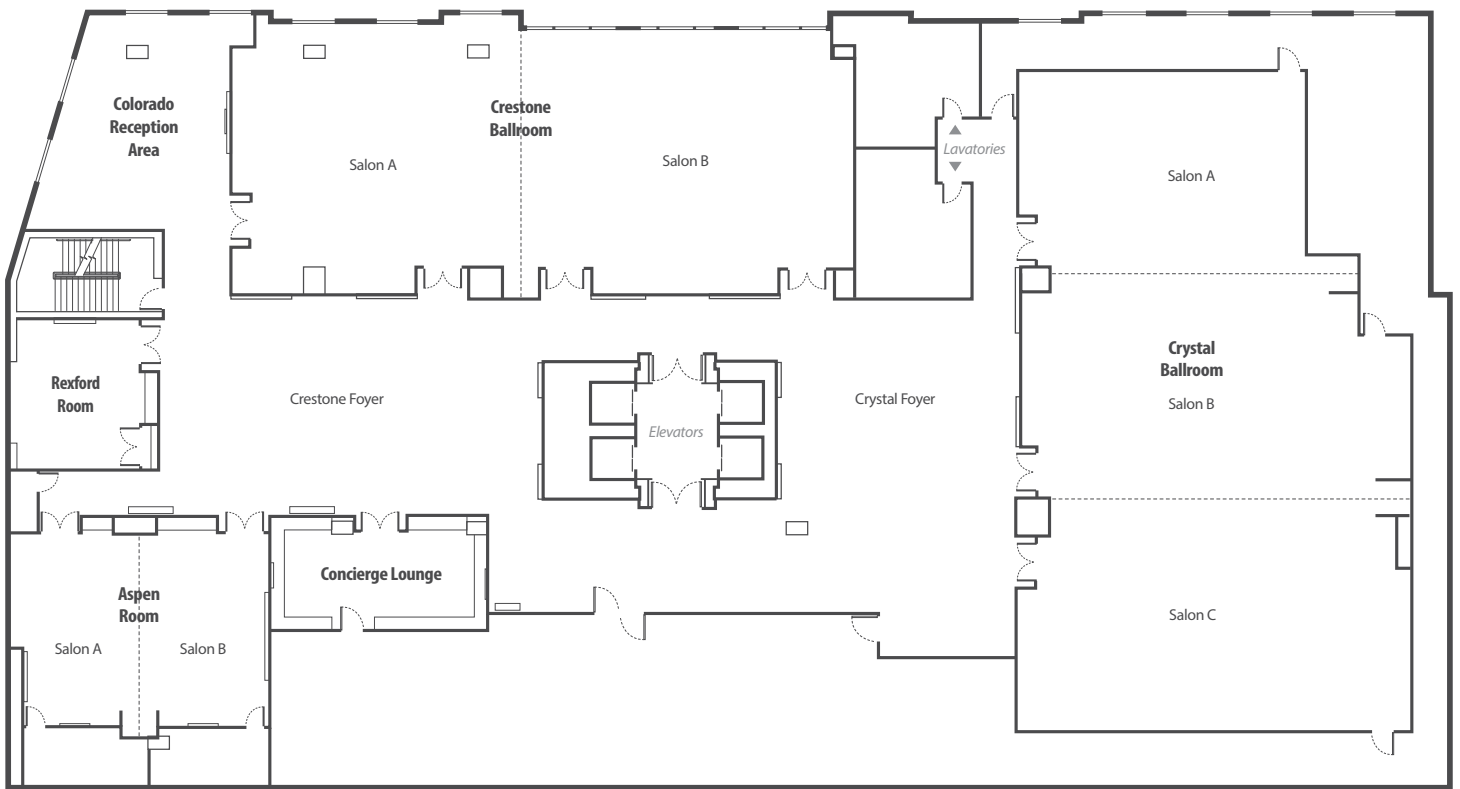 Colorado
Reception
Area
Crestone
Ballroom
Salon A
Salon B
Lavatories
Salon A
Rexford
Room
Crestone Foyer
Elevators
Crystal Foyer
Crystal
Ballroom
Salon B
Concierge Lounge
Aspen
Room
Salon A
Salon B
Salon C